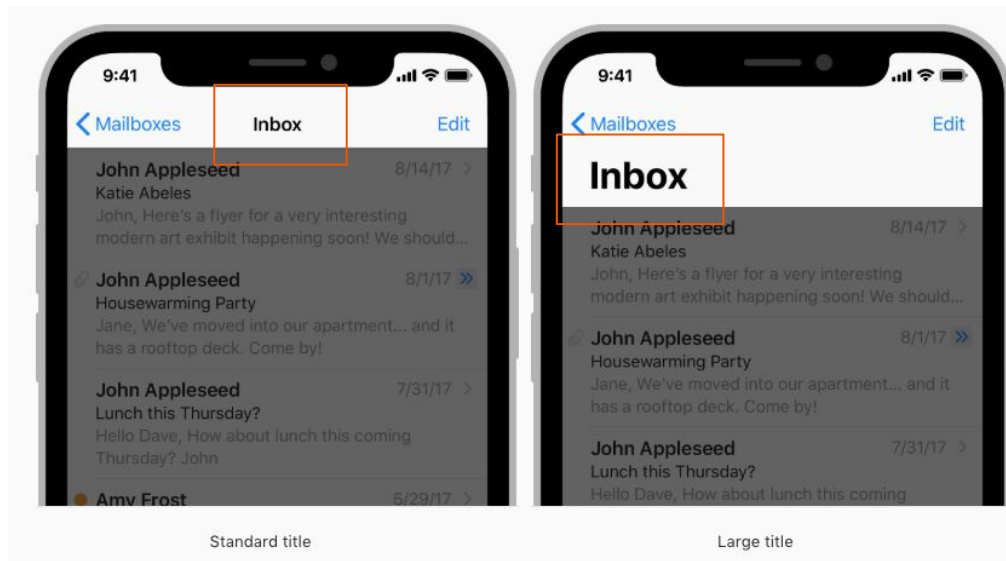 9:41
Mailboxes
Inbox
Edit
John Appleseed
8/14/17
Katie Abeles
John, Here's a flyer for a very interesting
modern art exhibit happening soon! We should...
John Appleseed
8/1/17
Housewarming Party
Jane, We've moved into our apartment... and it
has a rooftop deck. Come by!
John Appleseed
7/31/17
Lunch this Thursday?
Hello Dave, How about lunch this coming
Thursday? John
Amy Frost
5/29/17
Standard title
9:41
Mailboxes
Edit
Inbox
John Appleseed
8/14/17
Katie Abeles
John, Here's a flyer for a very interesting
modern art exhibit happening soon! We should...
John Appleseed
8/1/17
Housewarming Party
Jane, We've moved into our apartment... and it
has a rooftop deck. Come by!
John Appleseed
7/31/17
Lunch this Thursday?
Hello Dave, How about lunch this coming
Large title